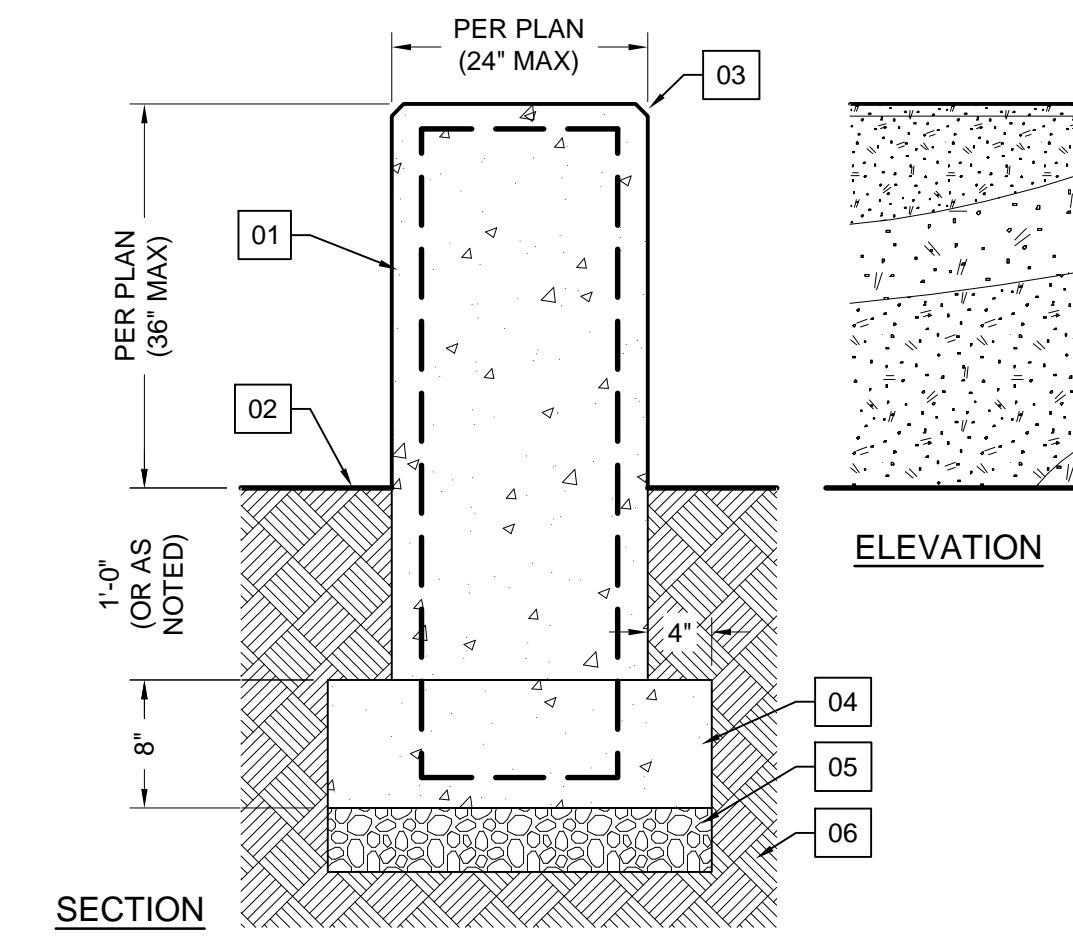 PER PLAN
(24" MAX)
03
01
PER PLAN
(36" MAX)
02
1'-0"
(OR AS
NOTED)
ELEVATION
4"
04
8"
05
06
SECTION